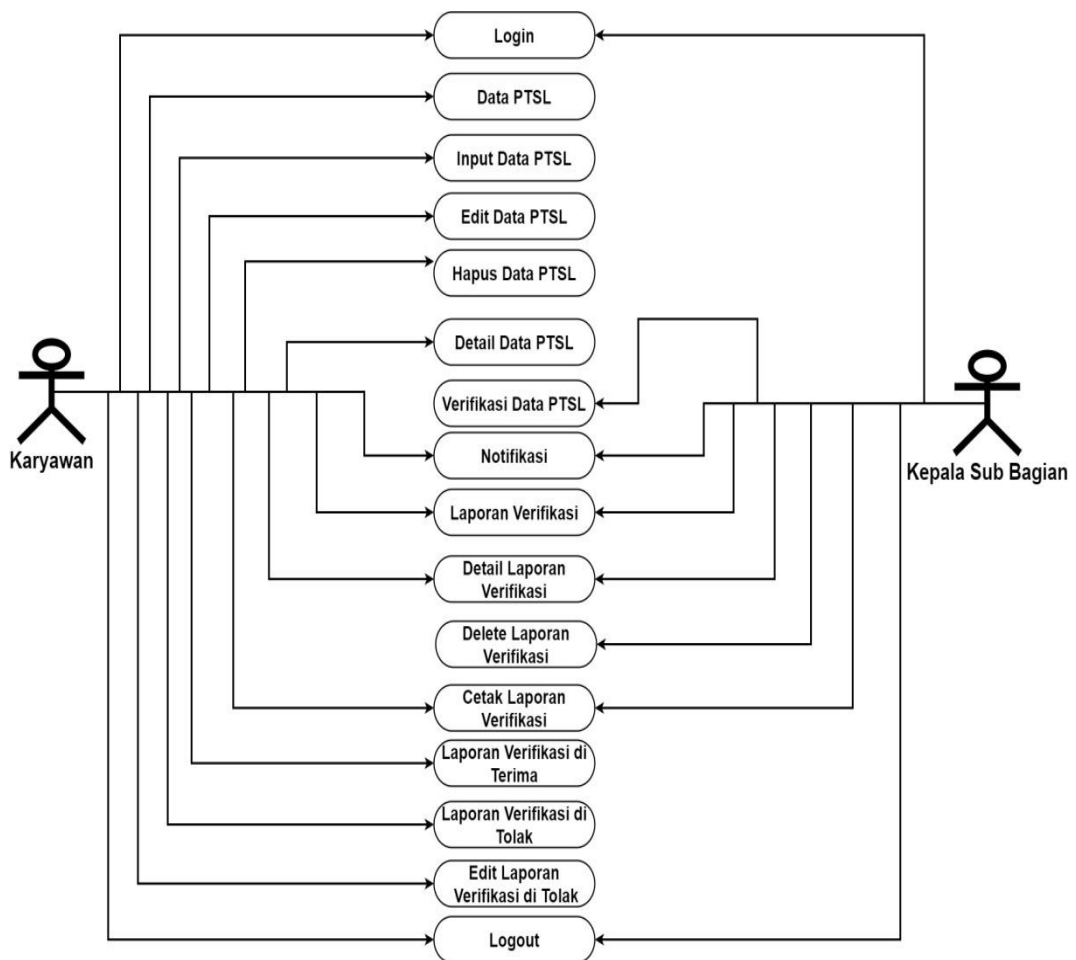 Login
Data PTSL
Input Data PTSL
Edit Data PTSL
Hapus Data PTSL
Detail Data PTSL
Verifikasi Data PTSL
Notifikasi
Karyawan
Kepala Sub Bagian
Laporan Verifikasi
Detail Laporan
Verifikasi
Delete Laporan
Verifikasi
Cetak Laporan
Verifikasi
Laporan Verifikasi di
Terima
Laporan Verifikasi di
Tolak
Edit Laporan
Verifikasi di Tolak
Logout